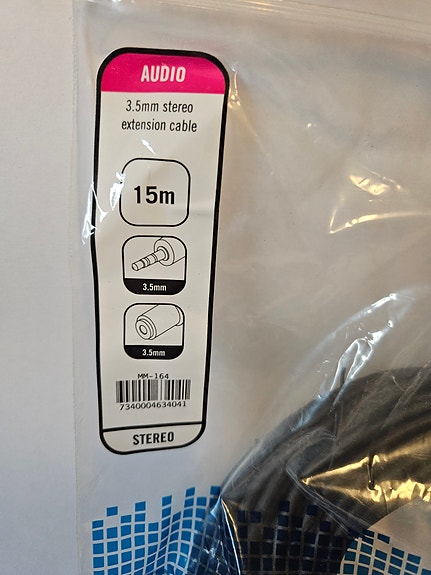 AUDIO
3.5mm stereo
extension cable
15m
3.5mm
3.5mm
MM-164
7340004634041
STEREO